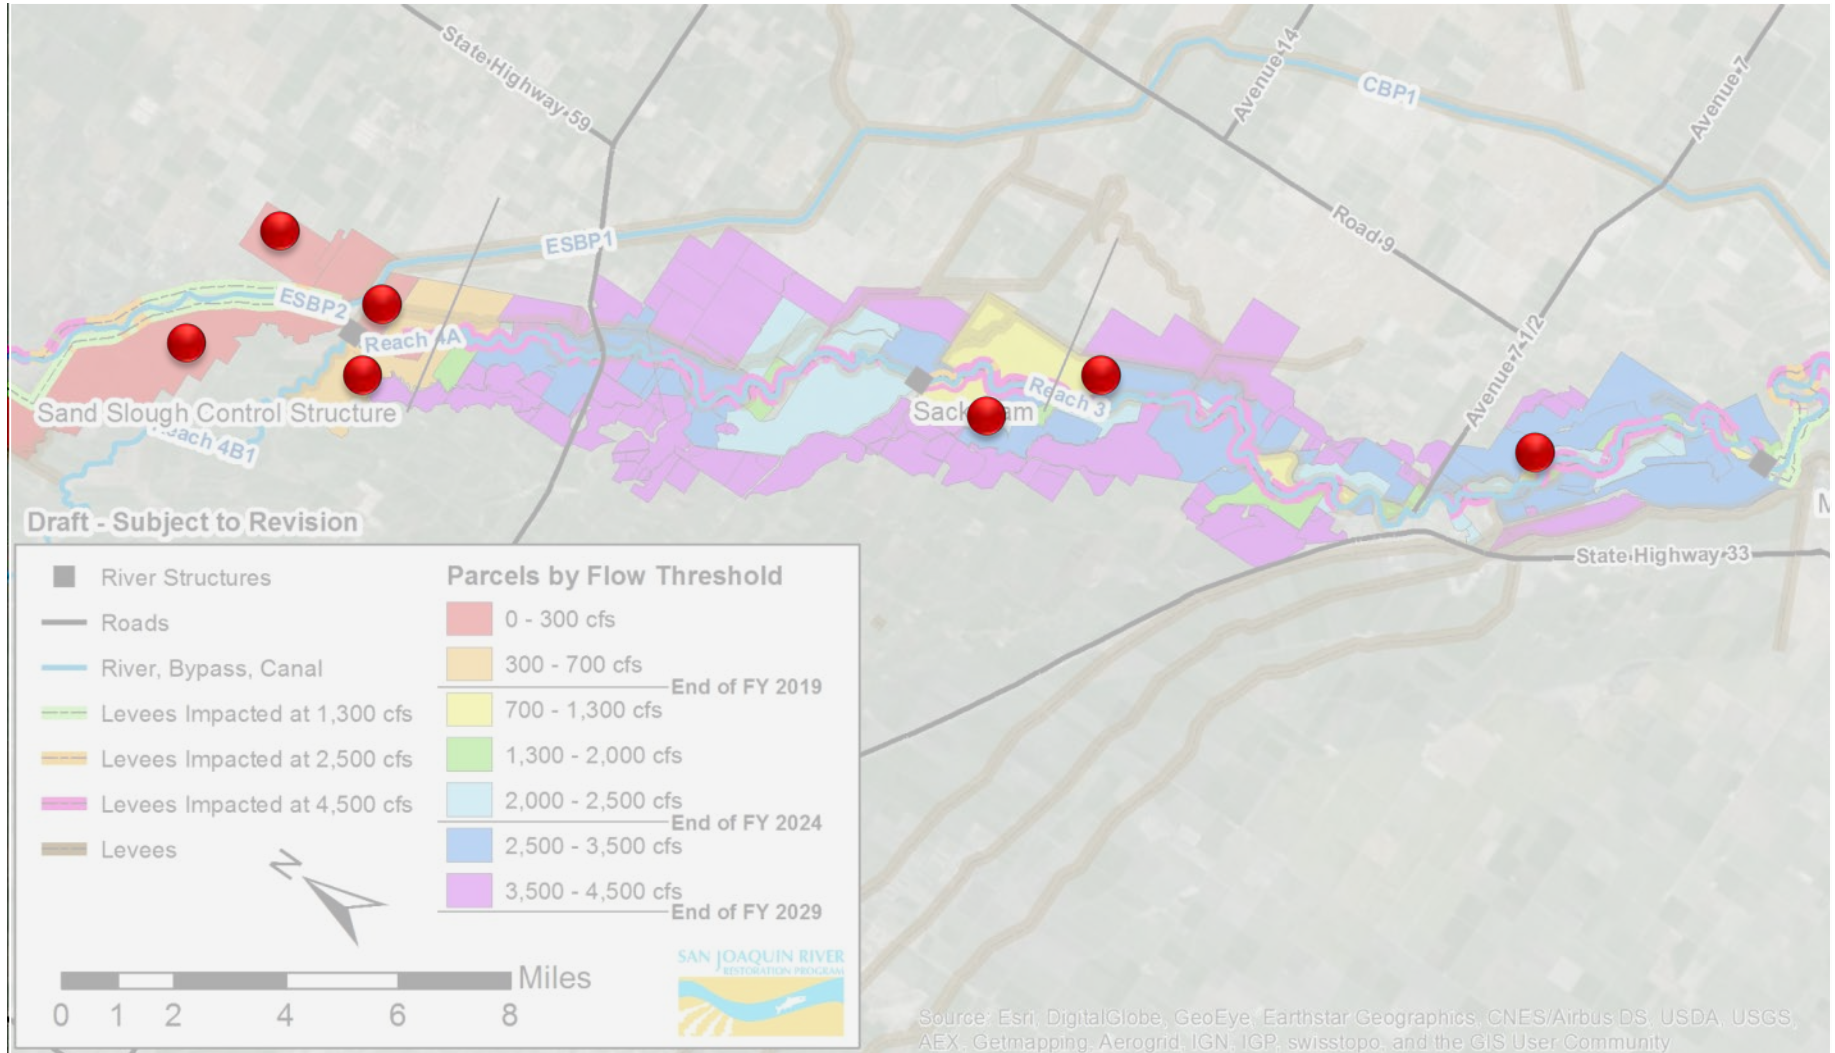 State Highway 59
Avenue 14
CBP1
Avenue 7
Road 9
ESBP1
ESBP2
Reach 4A
Avenue 7 1/2
Reach 3
Sand Slough Control Structure
Reach 4B1
M
Draft - Subject to Revision
State Highway 33
River Structures
Roads
River, Bypass, Canal
Levees Impacted at 1,300 cfs
Levees Impacted at 2,500 cfs
Levees Impacted at 4,500 cfs
Levees
Parcels by Flow Threshold
0 - 300 cfs
300 - 700 cfs
End of FY 2019
700 - 1,300 cfs
1,300 - 2,000 cfs
2,000 - 2,500 cfs
End of FY 2024
2,500 - 3,500 cfs
3,500 - 4,500 cfs
End of FY 2029
N
Miles
0 1 2 4 6 8
SAN JOAQUIN RIVER
RESTORATION PROGRAM
Source: Esri, DigitalGlobe, GeoEye, Earthstar Geographics, CNES/Airbus DS, USDA, USGS,
AEX, Getmapping, Aerogrid, IGN, IGP, swisstopo, and the GIS User Community